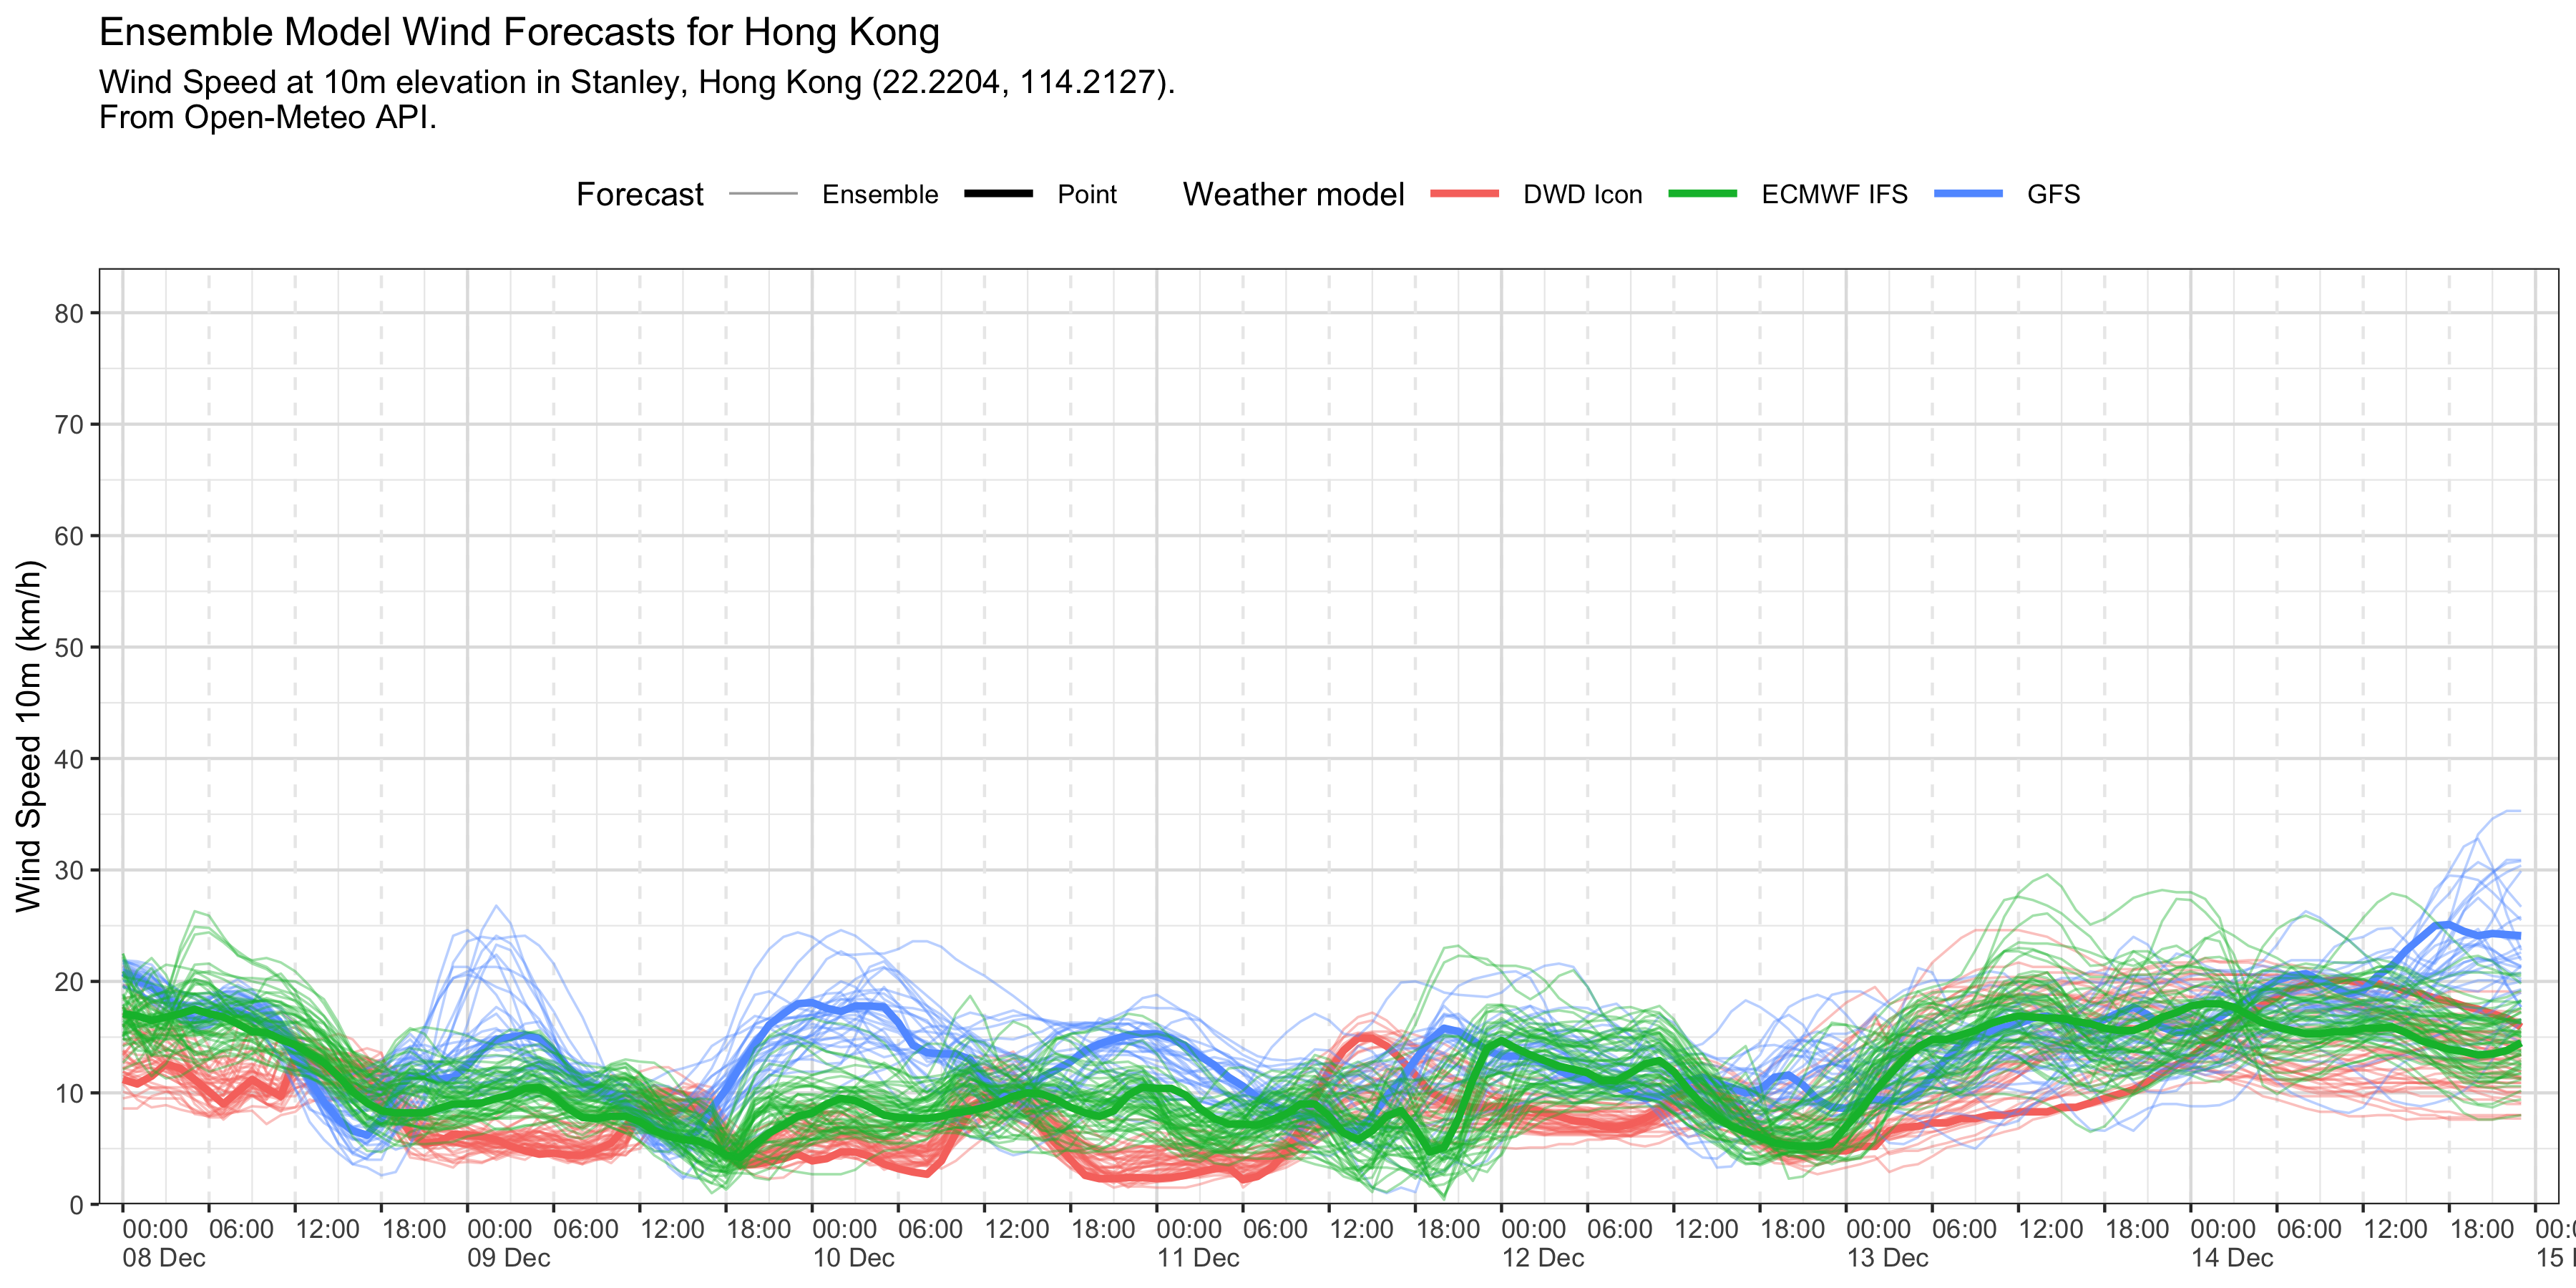 Ensemble Model Wind Forecasts for Hong Kong
Wind Speed at 10m elevation in Stanley, Hong Kong (22.2204, 114.2127).
From Open-Meteo API.
Forecast Ensemble Point Weather model DWD Icon ECMWF IFS GFS
Wind Speed 10m (km/h)
80
70
60
50
40
30
20
10
0
00:00 06:00 12:00 18:00 00:00 06:00 12:00 18:00 00:00 06:00 12:00 18:00 00:00 06:00 12:00 18:00 00:00 06:00 12:00 18:00 00:00 06:00 12:00 18:00 00:00 06:00 12:00 18:00
08 Dec 09 Dec 10 Dec 11 Dec 12 Dec 13 Dec 14 Dec 15